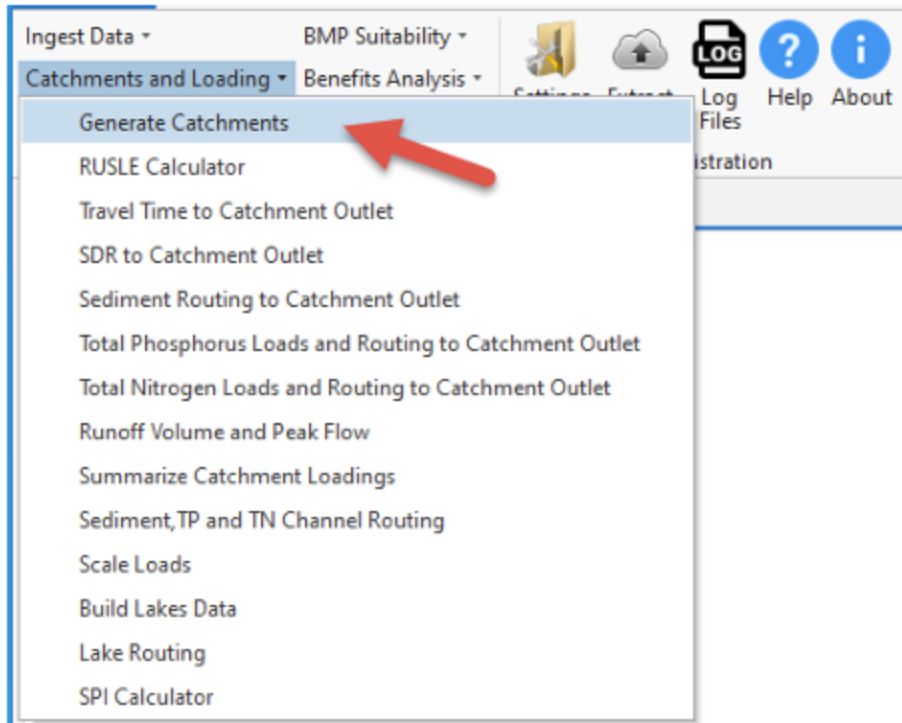 Ingest Data
BMP Suitability
Catchments and Loading
Benefits Analysis
LOG
?
i
Log
Files
Help
About
istration
Generate Catchments
RUSLE Calculator
Travel Time to Catchment Outlet
SDR to Catchment Outlet
Sediment Routing to Catchment Outlet
Total Phosphorus Loads and Routing to Catchment Outlet
Total Nitrogen Loads and Routing to Catchment Outlet
Runoff Volume and Peak Flow
Summarize Catchment Loadings
Sediment,TP and TN Channel Routing
Scale Loads
Build Lakes Data
Lake Routing
SPI Calculator